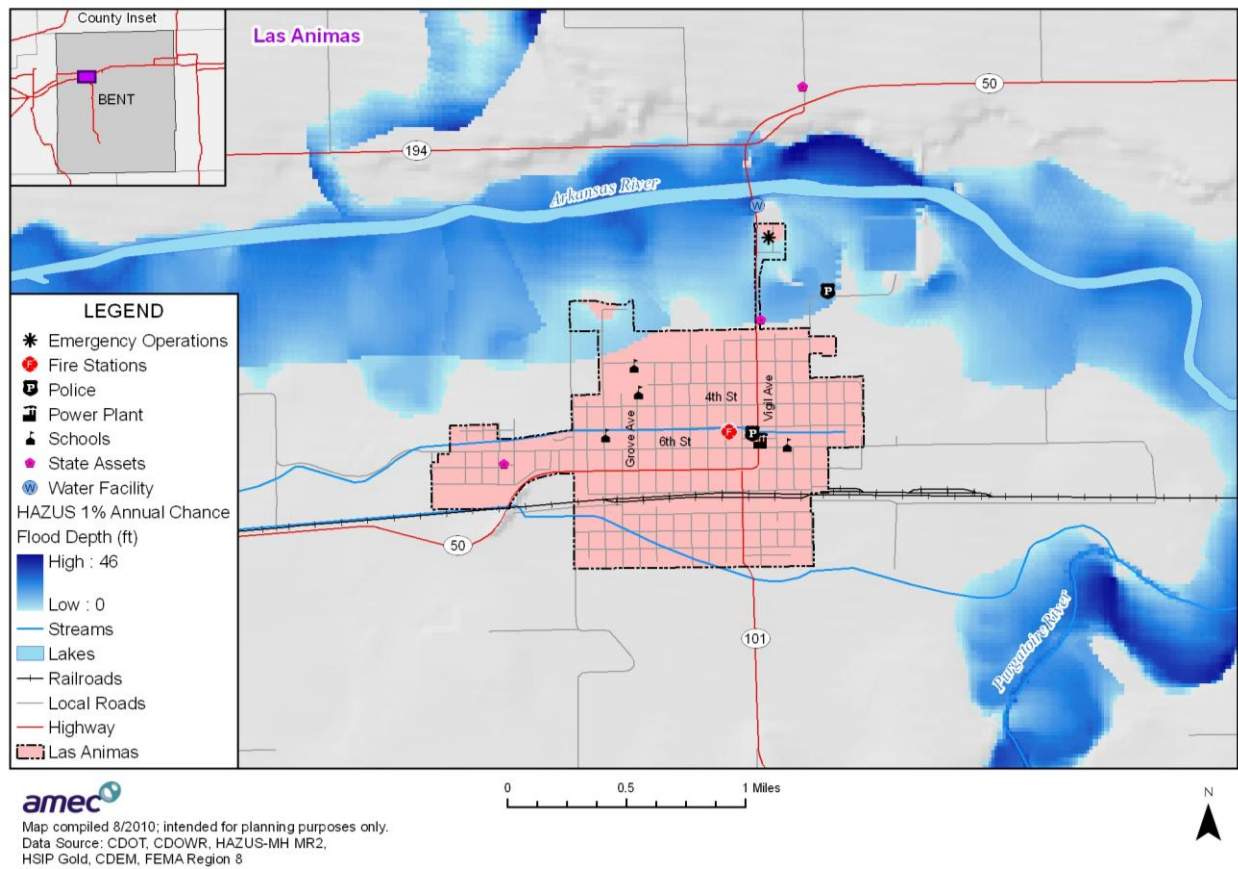 County Inset
BENT
Las Animas
50
194
Arkansas River
W
P
4th St
Vigil Ave
Grove Ave
6th St
F
P
50
101
Purgatoire River
LEGEND
Emergency Operations
F Fire Stations
P Police
Power Plant
Schools
State Assets
W Water Facility
HAZUS 1% Annual Chance
Flood Depth (ft)
High : 46
Low : 0
Streams
Lakes
Railroads
Local Roads
Highway
Las Animas
amec
Map compiled 8/2010; intended for planning purposes only.
Data Source: CDOT, CDOWR, HAZUS-MH MR2,
HSIP Gold, CDEM, FEMA Region 8
0 0.5 1 Miles
N